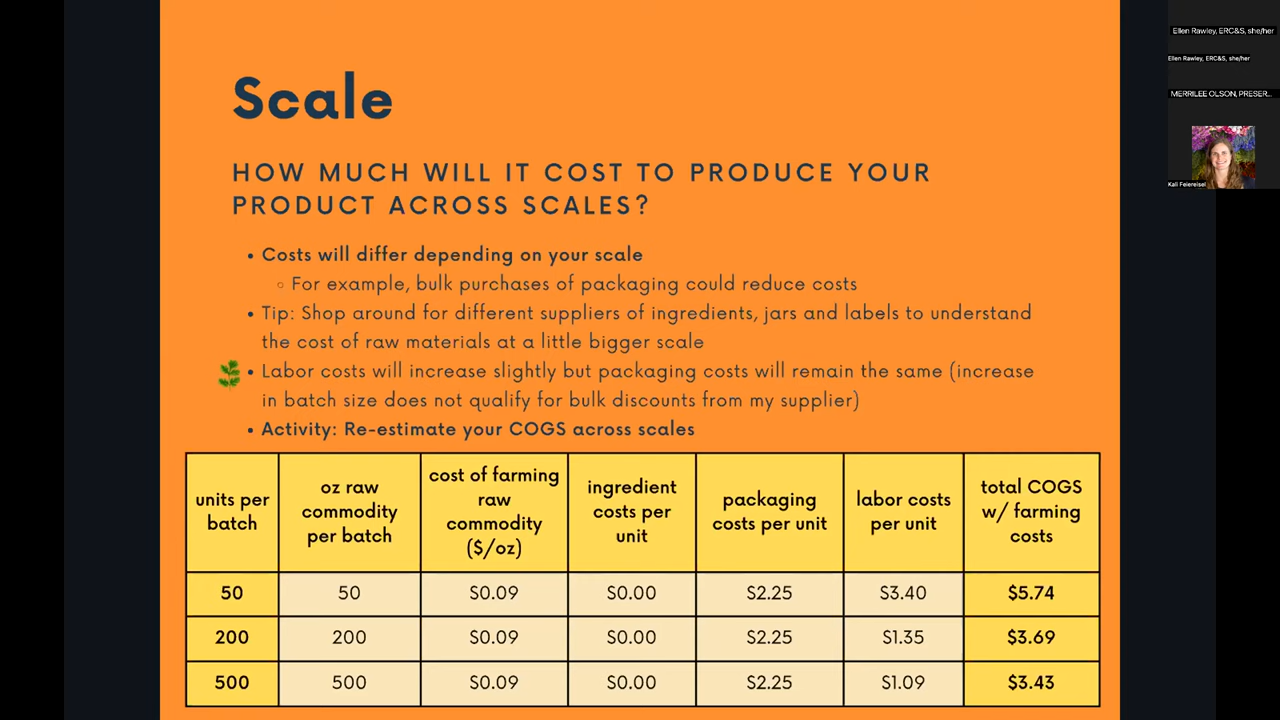 Scale
HOW MUCH WILL IT COST TO PRODUCE YOUR
PRODUCT ACROSS SCALES?
• Costs will differ depending on your scale
◦ For example, bulk purchases of packaging could reduce costs
• Tip: Shop around for different suppliers of ingredients, jars and labels to understand
the cost of raw materials at a little bigger scale
• Labor costs will increase slightly but packaging costs will remain the same (increase
in batch size does not qualify for bulk discounts from my supplier)
• Activity: Re-estimate your COGS across scales
units per batch | oz raw commodity per batch | cost of farming raw commodity ($/oz) | ingredient costs per unit | packaging costs per unit | labor costs per unit | total COGS w/ farming costs
50 | 50 | $0.09 | $0.00 | $2.25 | $3.40 | $5.74
200 | 200 | $0.09 | $0.00 | $2.25 | $1.35 | $3.69
500 | 500 | $0.09 | $0.00 | $2.25 | $1.09 | $3.43
Ellen Rawley, ERC&S, she/her
Ellen Rawley, ERC&S, she/her
MERRILEE OLSON, PRESER...
Kali Feiereisel